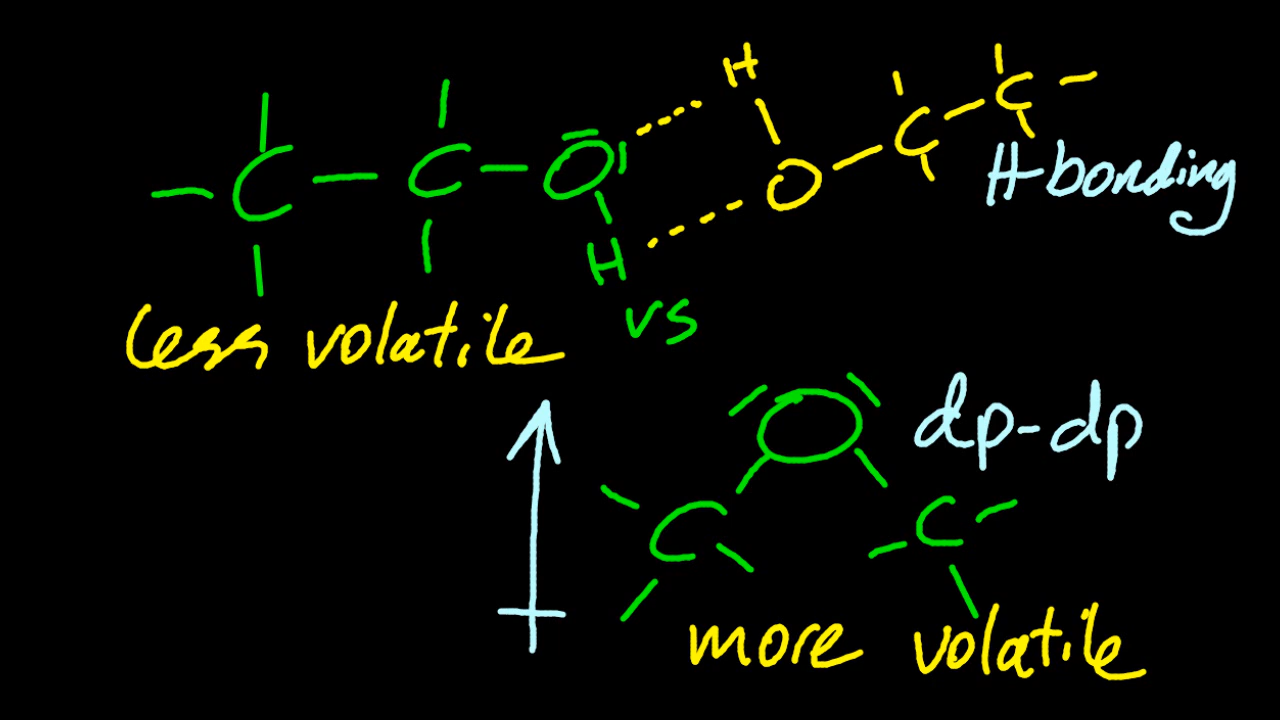 H
C
C – C – O
O – C
H-bonding
H
less volatile
vs
O
dp-dp
C
C
more volatile